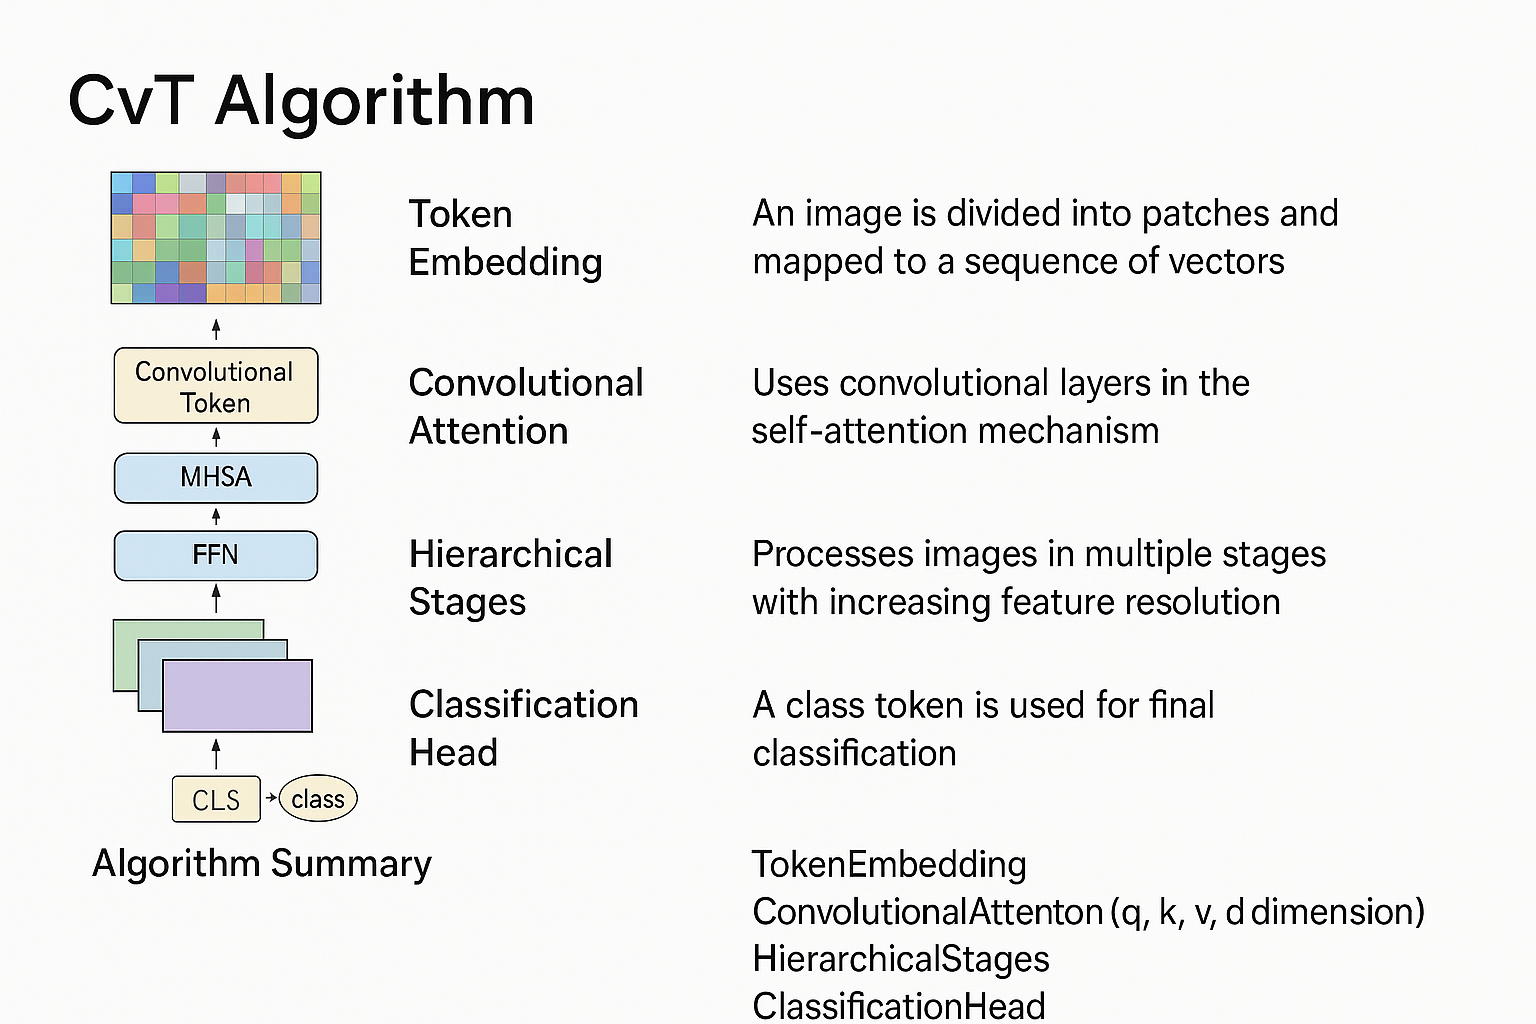 CvT Algorithm
Token
Embedding
An image is divided into patches and
mapped to a sequence of vectors
Convolutional
Token
Convolutional
Attention
Uses convolutional layers in the
self-attention mechanism
MHSA
FFN
Hierarchical
Stages
Processes images in multiple stages
with increasing feature resolution
Classification
Head
A class token is used for final
classification
CLS
class
Algorithm Summary
TokenEmbedding
ConvolutionalAttenton (q, k, v, d dimension)
HierarchicalStages
ClassificationHead